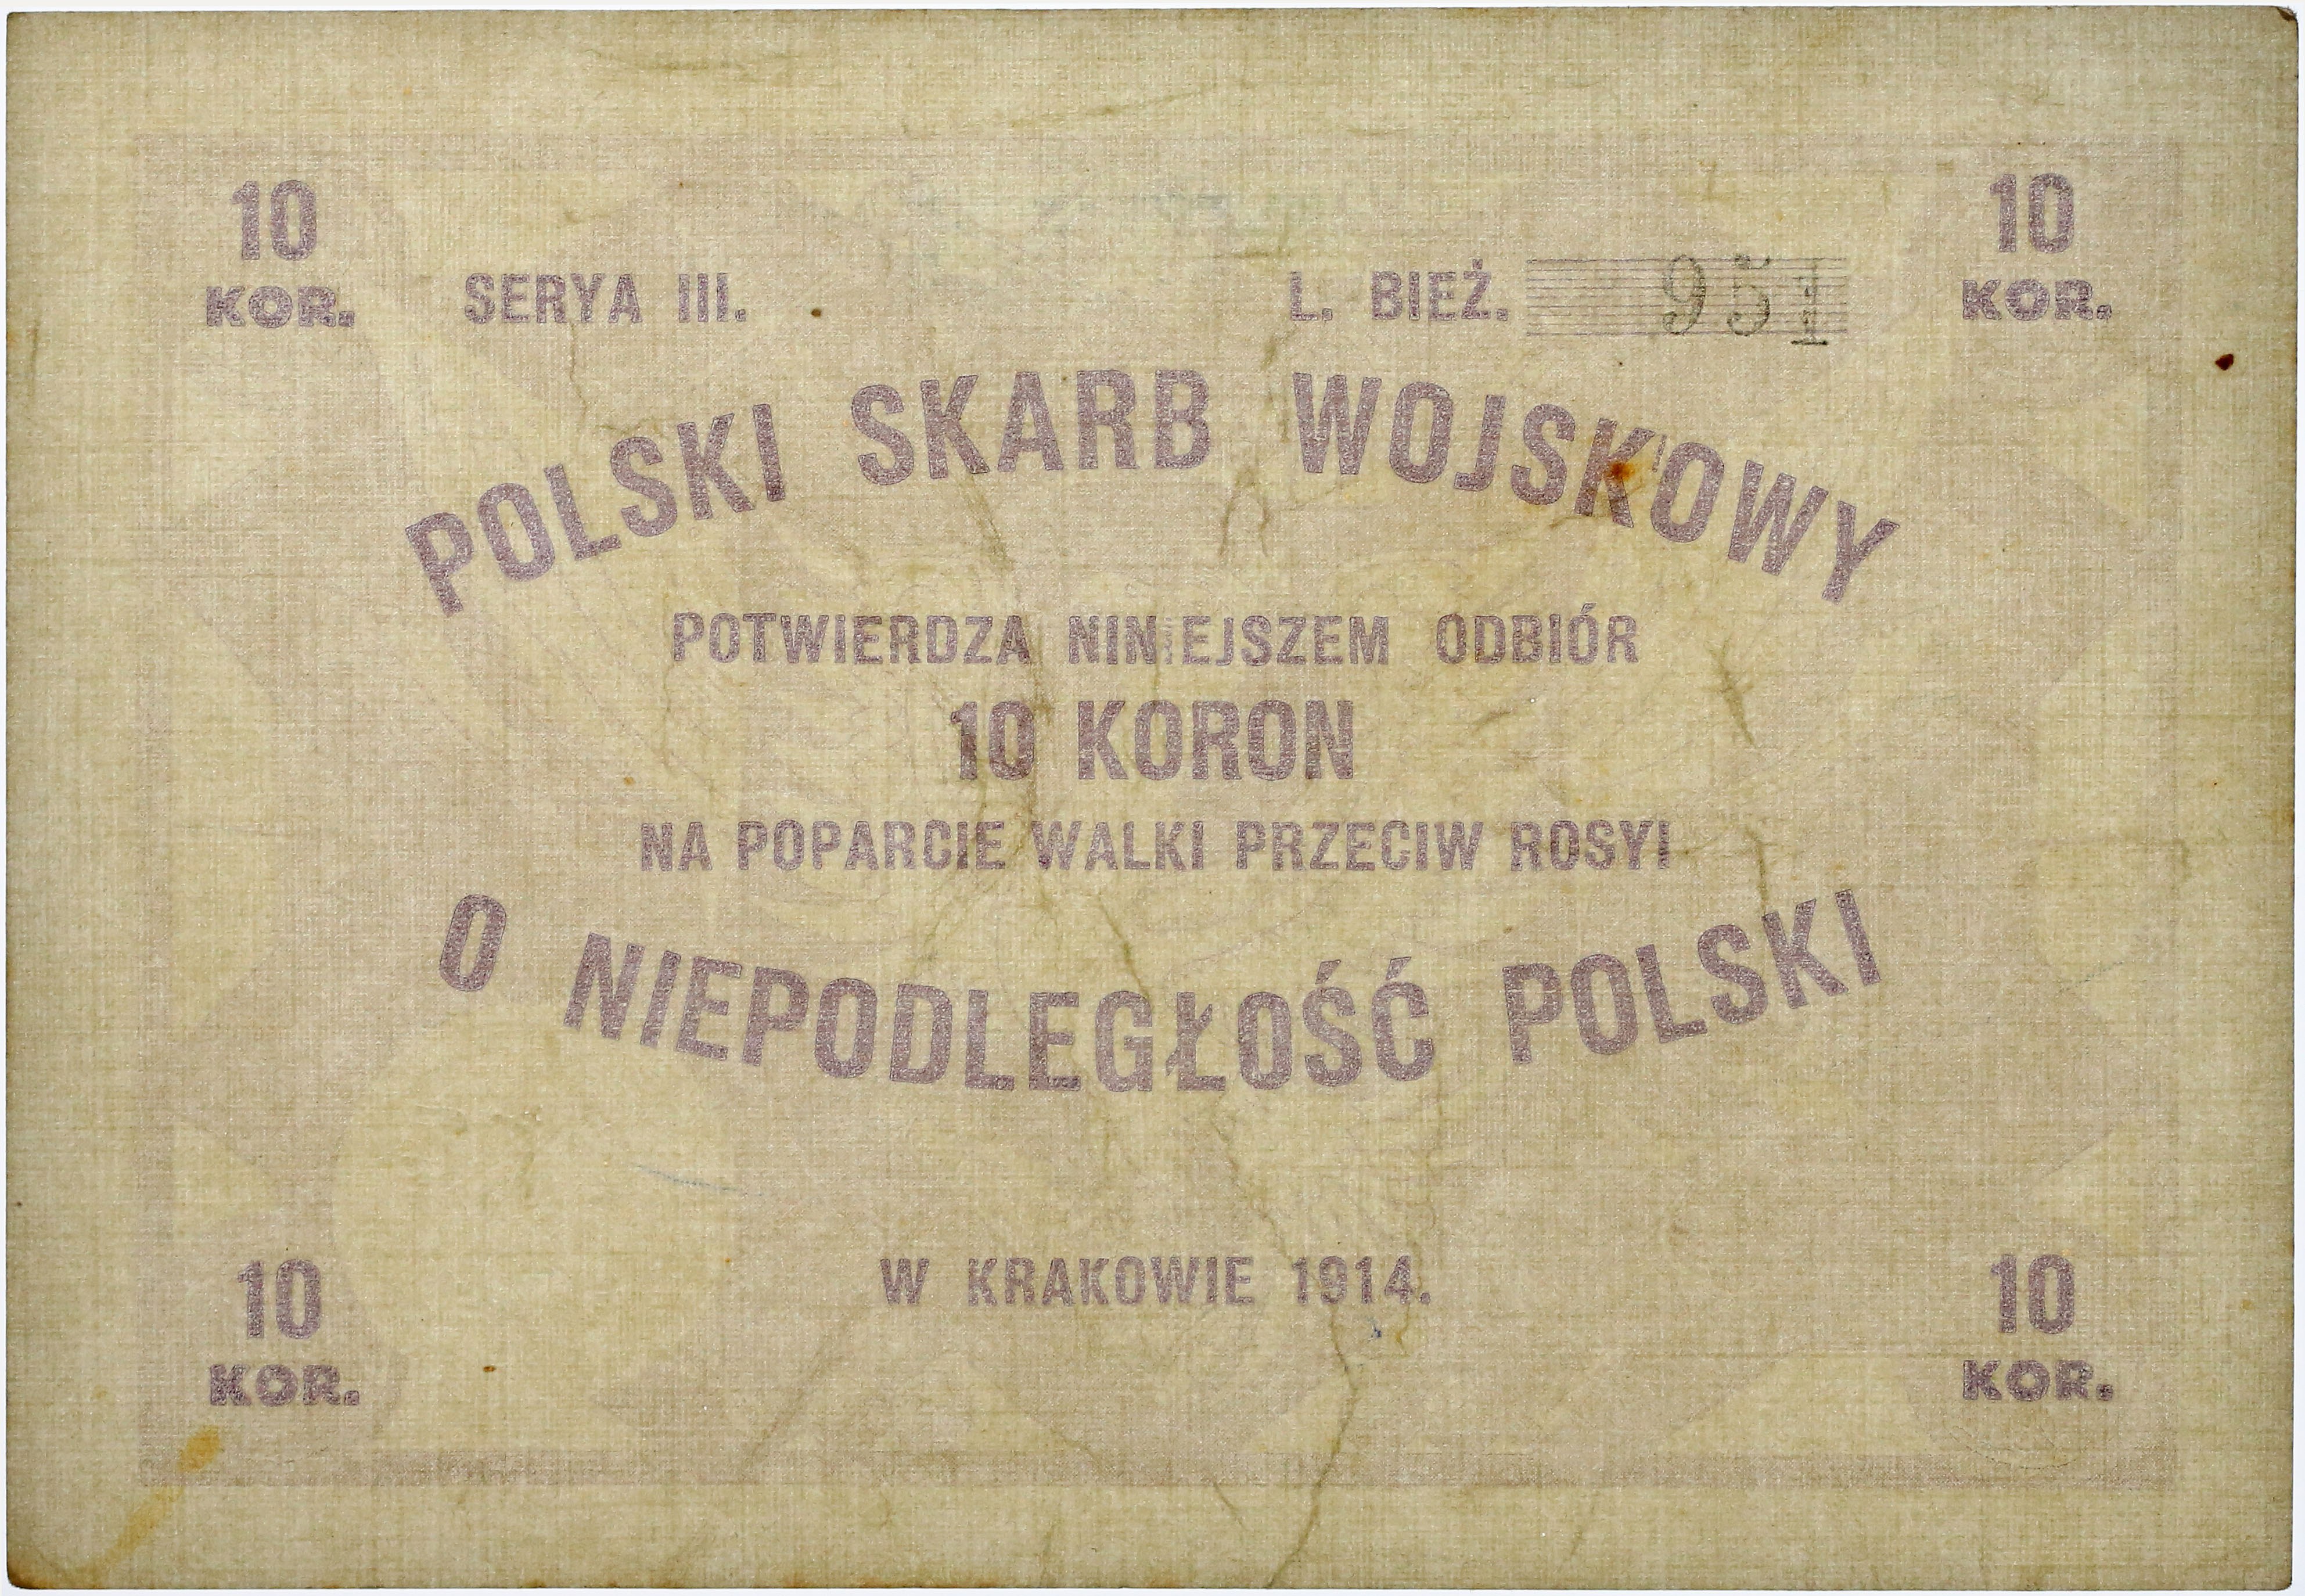 10 KOR.
10 KOR.
SERYA III.
L. BIEŻ. 951
POLSKI SKARB WOJSKOWY
POTWIERDZA NINIEJSZEM ODBIÓR
10 KORON
NA POPARCIE WALKI PRZECIW ROSYI
O NIEPODLEGŁOŚĆ POLSKI
W KRAKOWIE 1914.
10 KOR.
10 KOR.